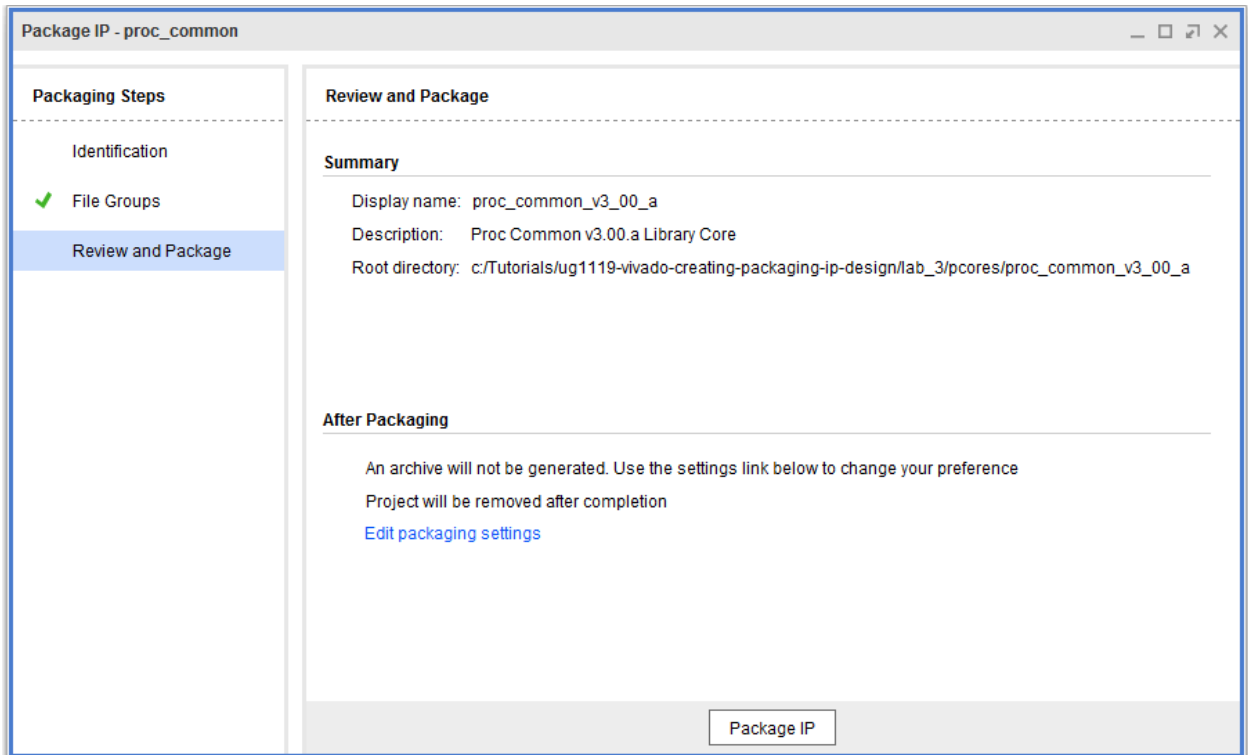 Package IP - proc_common
Packaging Steps
Identification
File Groups
Review and Package
Review and Package
Summary
Display name: proc_common_v3_00_a
Description: Proc Common v3.00.a Library Core
Root directory: c:/Tutorials/ug1119-vivado-creating-packaging-ip-design/lab_3/pcores/proc_common_v3_00_a
After Packaging
An archive will not be generated. Use the settings link below to change your preference
Project will be removed after completion
Edit packaging settings
Package IP